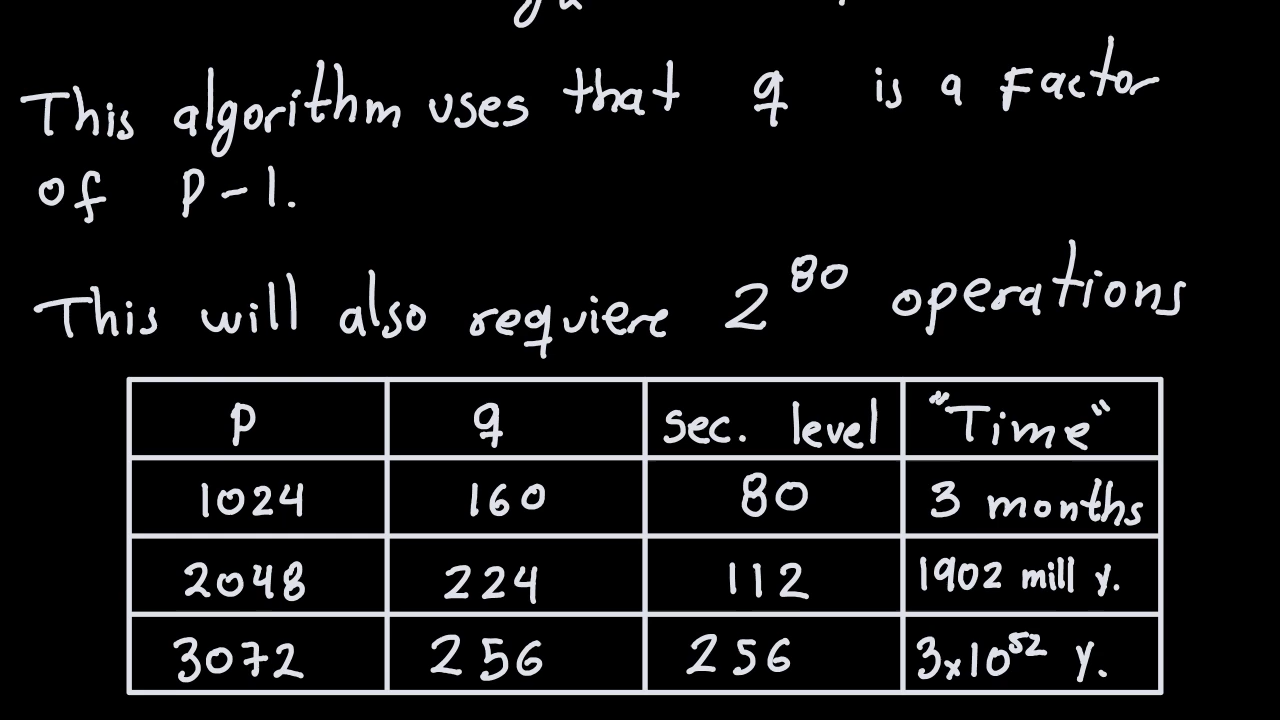 This algorithm uses that q is a factor
of p-1.
This will also requiere 2^80 operations
p q sec. level "Time"
1024 160 80 3 months
2048 224 112 1902 mill y.
3072 256 256 3x10^52 y.